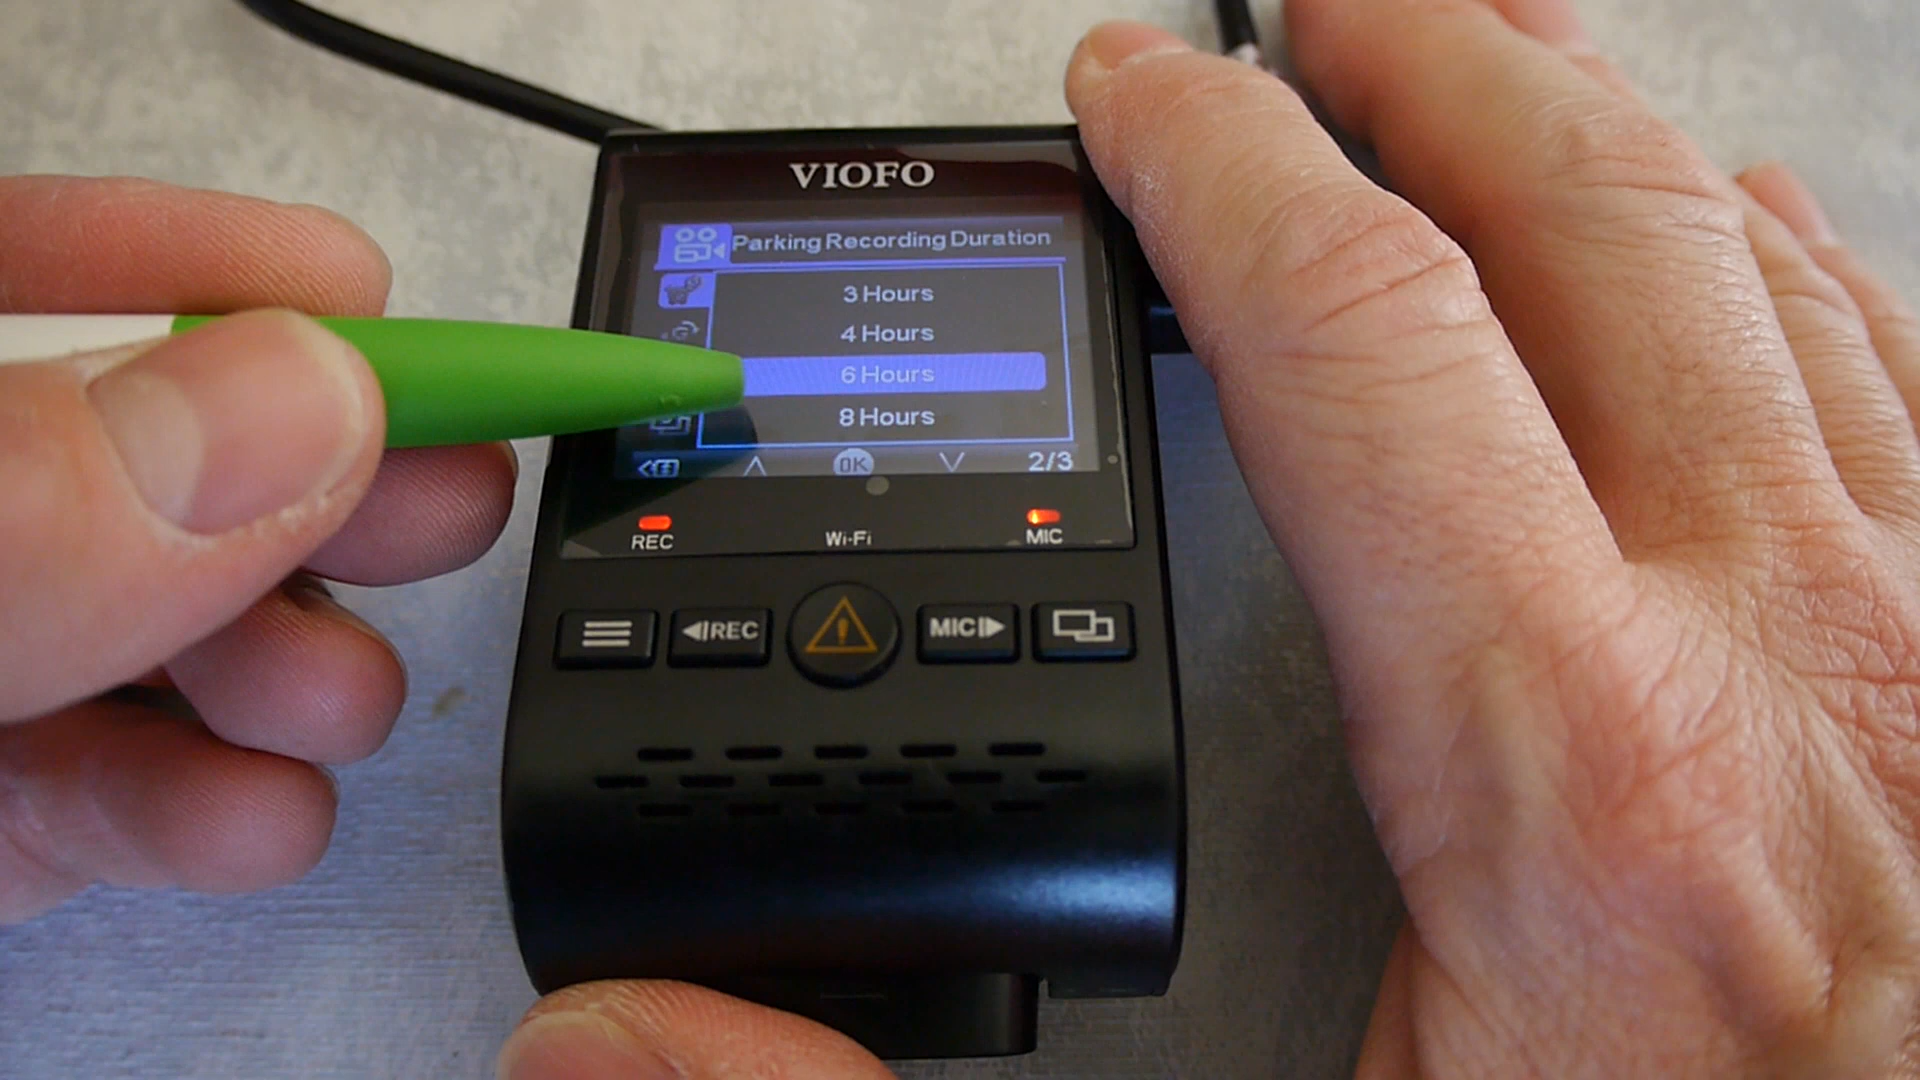 VIOFO
Parking Recording Duration
3 Hours
4 Hours
6 Hours
8 Hours
OK
2/3
REC
Wi-Fi
MIC
REC
MIC